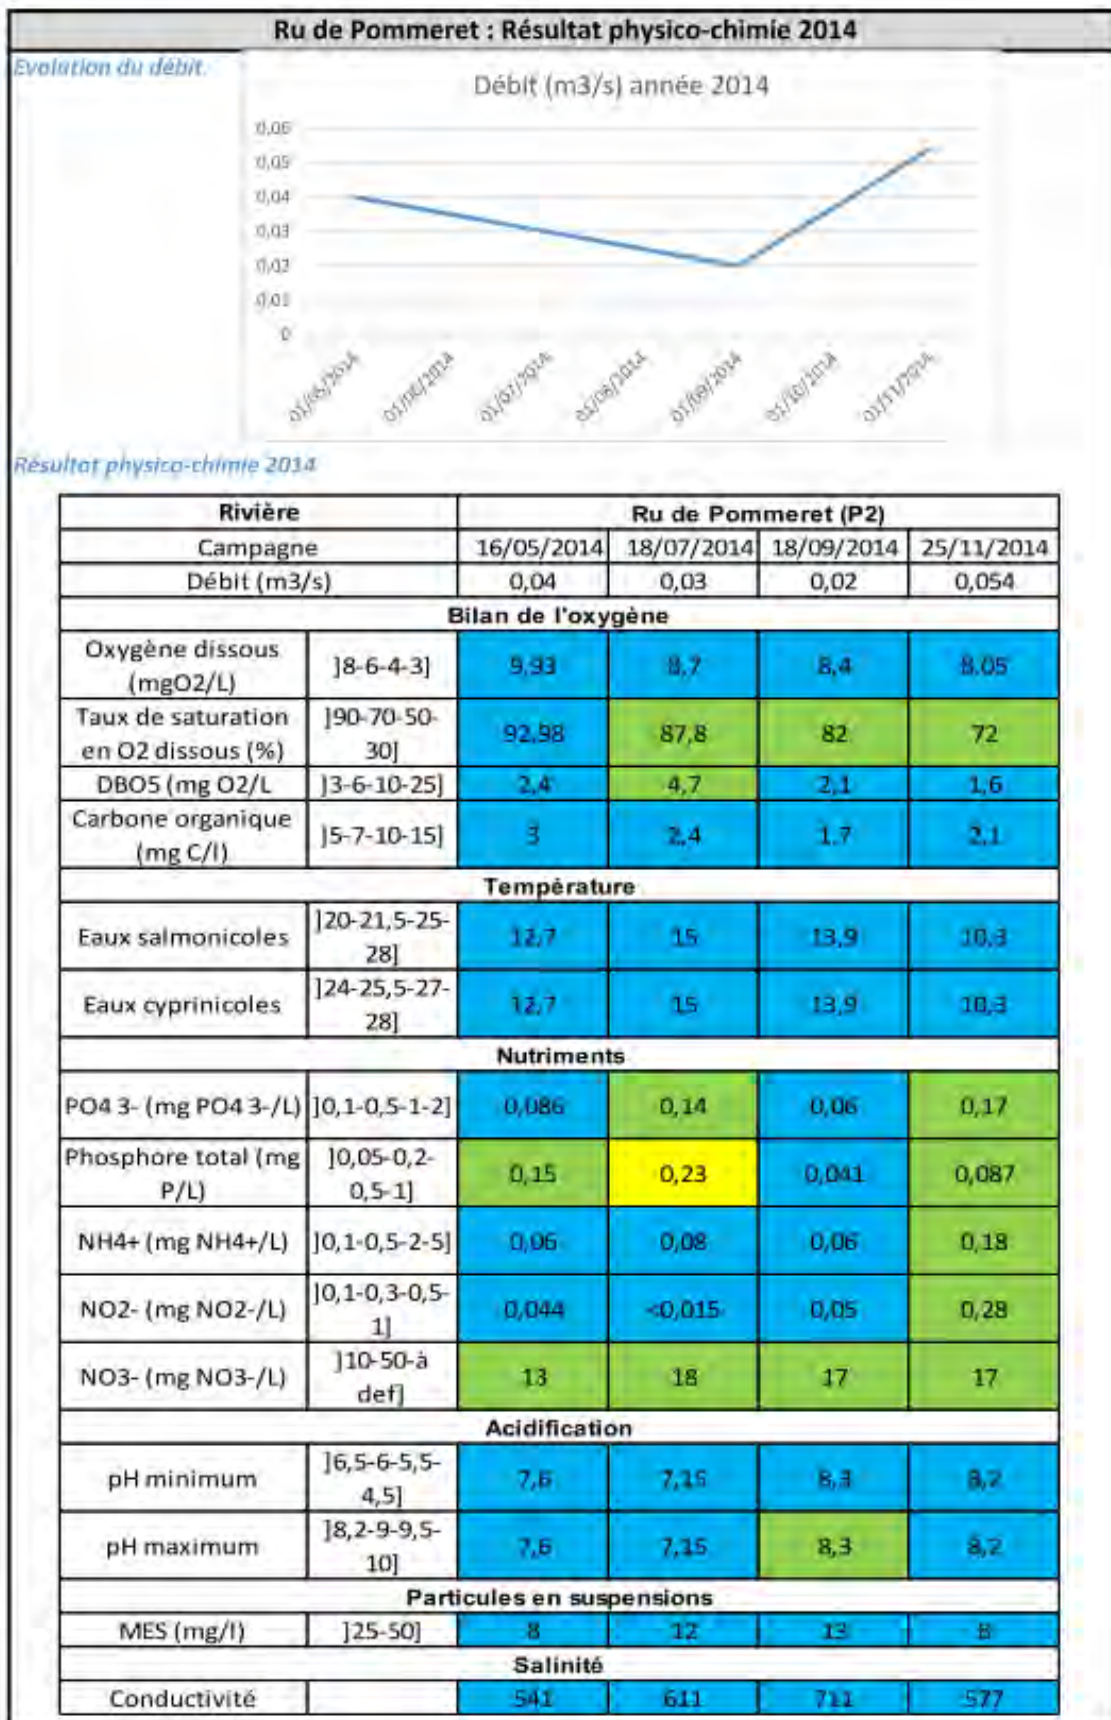 Ru de Pommeret : Résultat physico-chimie 2014
Evolution du débit.
Débit (m3/s) année 2014
0,06
0,05
0,04
0,03
0,02
0,01
0
01/05/2014 01/06/2014 01/07/2014 01/08/2014 01/09/2014 01/10/2014 01/11/2014
Résultat physico-chimie 2014
Rivière Ru de Pommeret (P2)
Campagne 16/05/2014 18/07/2014 18/09/2014 25/11/2014
Débit (m3/s) 0,04 0,03 0,02 0,054
Bilan de l'oxygène
Oxygène dissous
(mgO2/L) ]8-6-4-3] 9,93 8,7 8,4 8,05
Taux de saturation ]90-70-50-
en O2 dissous (%) 30] 92,98 87,8 82 72
DBO5 (mg O2/L ]3-6-10-25] 2,4 4,7 2,1 1,6
Carbone organique
(mg C/l) ]5-7-10-15] 3 2,4 1,7 2,1
Température
Eaux salmonicoles ]20-21,5-25-
28] 12,7 15 13,9 10,3
Eaux cyprinicoles ]24-25,5-27-
28] 12,7 15 13,9 10,3
Nutriments
PO4 3- (mg PO4 3-/L) ]0,1-0,5-1-2] 0,086 0,14 0,06 0,17
Phosphore total (mg ]0,05-0,2-
P/L) 0,5-1] 0,15 0,23 0,041 0,087
NH4+ (mg NH4+/L) ]0,1-0,5-2-5] 0,06 0,08 0,06 0,18
NO2- (mg NO2-/L) ]0,1-0,3-0,5-
1] 0,044 <0,015 0,05 0,28
NO3- (mg NO3-/L) ]10-50-à
def] 13 18 17 17
Acidification
pH minimum ]6,5-6-5,5-
4,5] 7,6 7,15 8,3 8,2
pH maximum ]8,2-9-9,5-
10] 7,6 7,15 8,3 8,2
Particules en suspensions
MES (mg/l) ]25-50] 8 12 13 8
Salinité
Conductivité 541 611 711 577